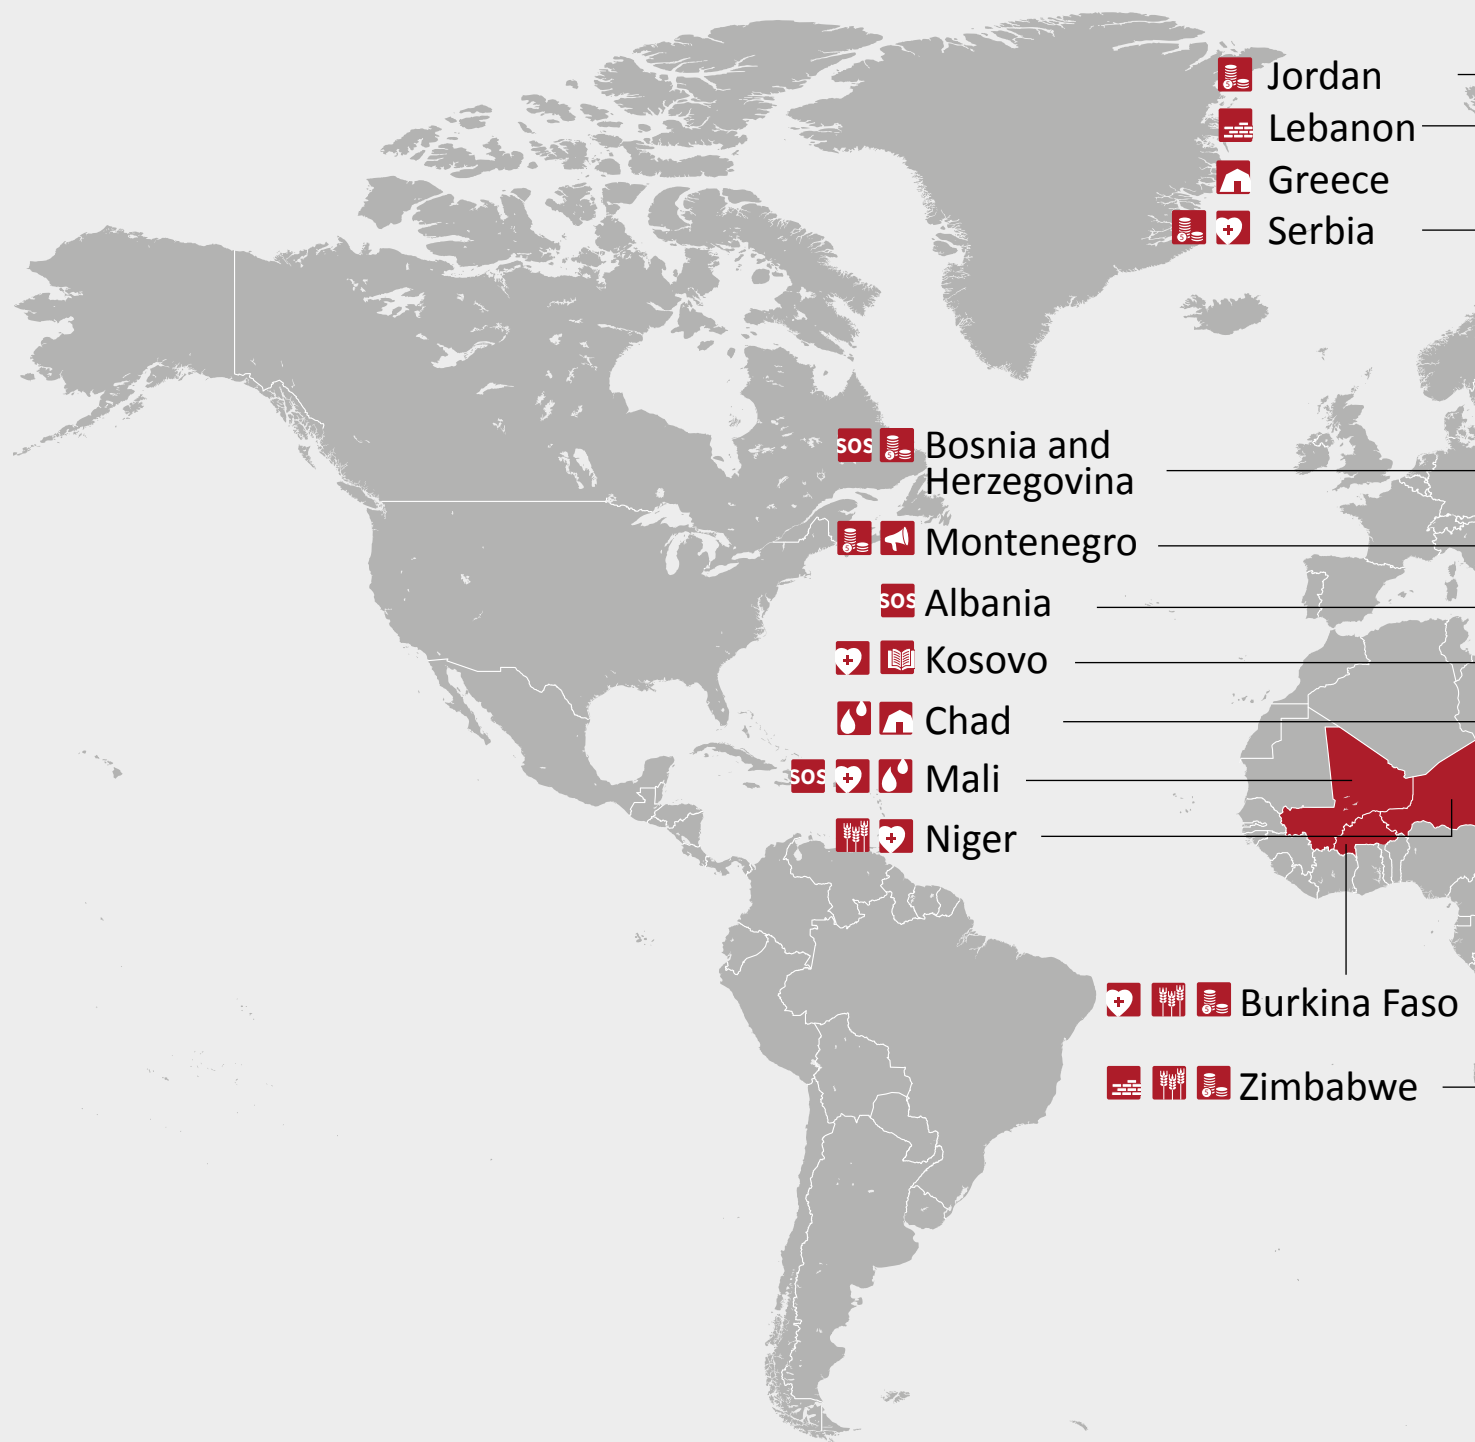 Jordan
Lebanon
Greece
Serbia
SOS Bosnia and
Herzegovina
Montenegro
SOS Albania
Kosovo
Chad
SOS Mali
Niger
Burkina Faso
Zimbabwe